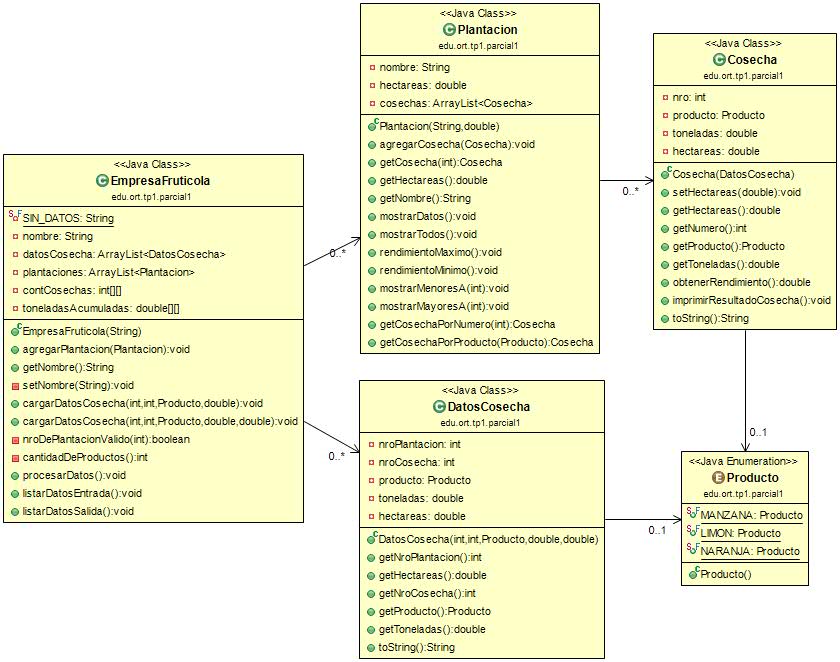 <<Java Class>>
EmpresaFruticola
edu.ort.tp1.parcial1
SIN_DATOS: String
nombre: String
datosCosecha: ArrayList<DatosCosecha>
plantaciones: ArrayList<Plantacion>
contCosechas: int[][]
toneladasAcumuladas: double[][]
EmpresaFruticola(String)
agregarPlantacion(Plantacion):void
getNombre():String
setNombre(String):void
cargarDatosCosecha(int,int,Producto,double):void
cargarDatosCosecha(int,int,Producto,double,double):void
nroDePlantacionValido(int):boolean
cantidadDeProductos():int
procesarDatos():void
listarDatosEntrada():void
listarDatosSalida():void
0..*
0..*
<<Java Class>>
Plantacion
edu.ort.tp1.parcial1
nombre: String
hectareas: double
cosechas: ArrayList<Cosecha>
Plantacion(String,double)
agregarCosecha(Cosecha):void
getCosecha(int):Cosecha
getHectareas():double
getNombre():String
mostrarDatos():void
mostrarTodos():void
rendimientoMaximo():void
rendimientoMinimo():void
mostrarMenoresA(int):void
mostrarMayoresA(int):void
getCosechaPorNumero(int):Cosecha
getCosechaPorProducto(Producto):Cosecha
0..*
<<Java Class>>
DatosCosecha
edu.ort.tp1.parcial1
nroPlantacion: int
nroCosecha: int
producto: Producto
toneladas: double
hectareas: double
DatosCosecha(int,int,Producto,double,double)
getNroPlantacion():int
getHectareas():double
getNroCosecha():int
getProducto():Producto
getToneladas():double
toString():String
0..1
<<Java Class>>
Cosecha
edu.ort.tp1.parcial1
nro: int
producto: Producto
toneladas: double
hectareas: double
Cosecha(DatosCosecha)
setHectareas(double):void
getHectareas():double
getNumero():int
getProducto():Producto
getToneladas():double
obtenerRendimiento():double
imprimirResultadoCosecha():void
toString():String
0..1
<<Java Enumeration>>
Producto
edu.ort.tp1.parcial1
MANZANA: Producto
LIMON: Producto
NARANJA: Producto
Producto()